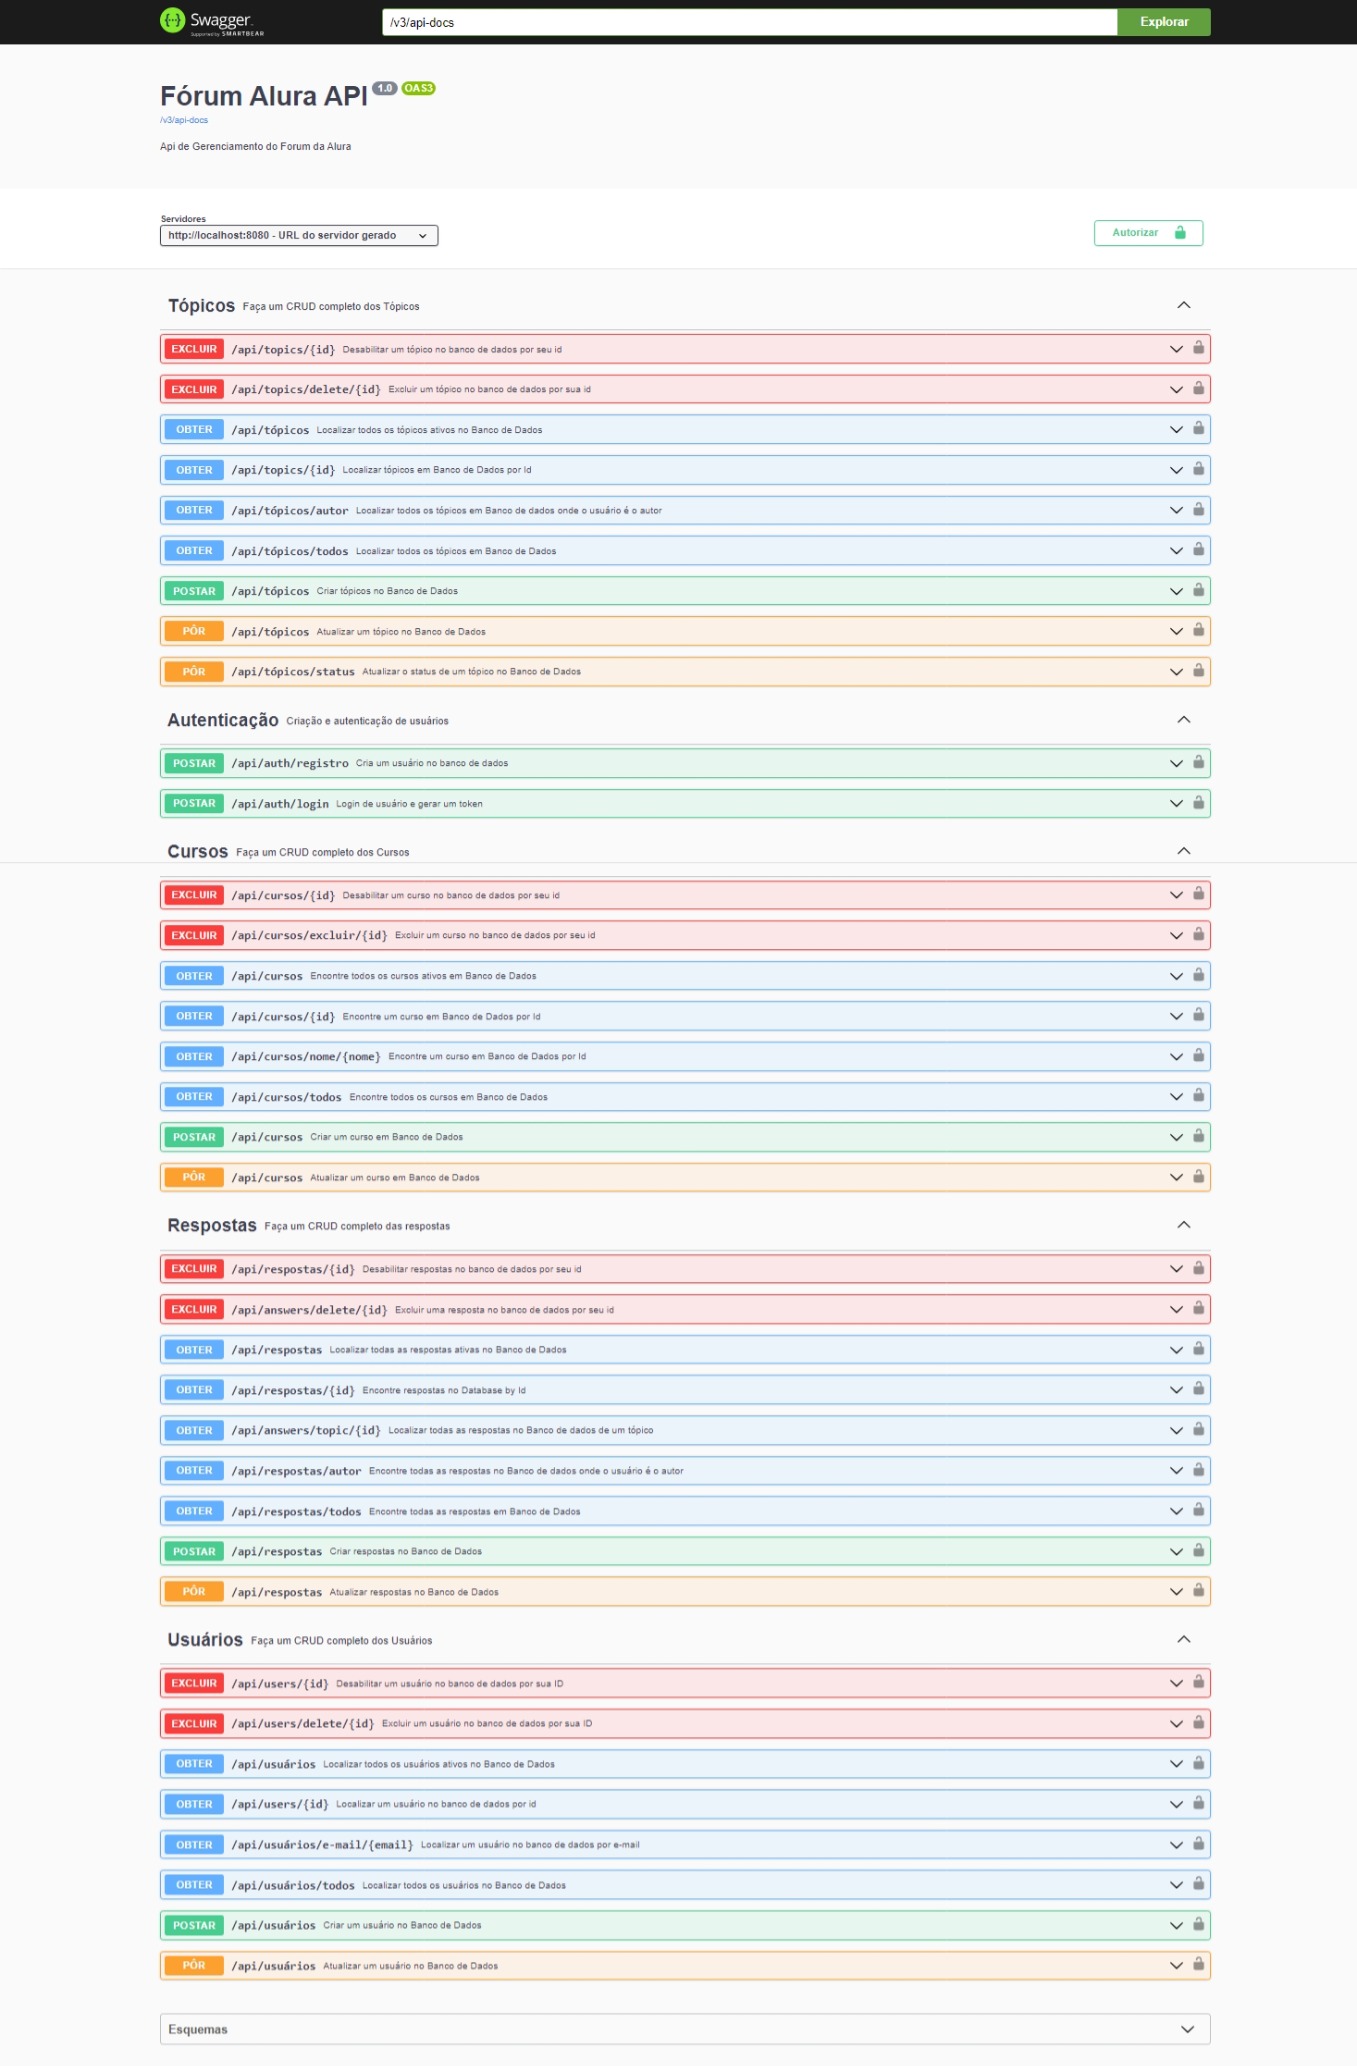 Swagger.
Supported by SMARTBEAR
/v3/api-docs
Explorar
Fórum Alura API 1.0 OAS3
/v3/api-docs
Api de Gerenciamento do Forum da Alura
Servidores
http://localhost:8080 - URL do servidor gerado
Autorizar
Tópicos Faça um CRUD completo dos Tópicos
EXCLUIR /api/topics/{id} Desabilitar um tópico no banco de dados por seu id
EXCLUIR /api/topics/delete/{id} Excluir um tópico no banco de dados por sua id
OBTER /api/tópicos Localizar todos os tópicos ativos no Banco de Dados
OBTER /api/topics/{id} Localizar tópicos em Banco de Dados por Id
OBTER /api/tópicos/autor Localizar todos os tópicos em Banco de dados onde o usuário é o autor
OBTER /api/tópicos/todos Localizar todos os tópicos em Banco de Dados
POSTAR /api/tópicos Criar tópicos no Banco de Dados
PÔR /api/tópicos Atualizar um tópico no Banco de Dados
PÔR /api/tópicos/status Atualizar o status de um tópico no Banco de Dados
Autenticação Criação e autenticação de usuários
POSTAR /api/auth/registro Cria um usuário no banco de dados
POSTAR /api/auth/login Login de usuário e gerar um token
Cursos Faça um CRUD completo dos Cursos
EXCLUIR /api/cursos/{id} Desabilitar um curso no banco de dados por seu id
EXCLUIR /api/cursos/excluir/{id} Excluir um curso no banco de dados por seu id
OBTER /api/cursos Encontre todos os cursos ativos em Banco de Dados
OBTER /api/cursos/{id} Encontre um curso em Banco de Dados por Id
OBTER /api/cursos/nome/{nome} Encontre um curso em Banco de Dados por Id
OBTER /api/cursos/todos Encontre todos os cursos em Banco de Dados
POSTAR /api/cursos Criar um curso em Banco de Dados
PÔR /api/cursos Atualizar um curso em Banco de Dados
Respostas Faça um CRUD completo das respostas
EXCLUIR /api/respostas/{id} Desabilitar respostas no banco de dados por seu id
EXCLUIR /api/answers/delete/{id} Excluir uma resposta no banco de dados por seu id
OBTER /api/respostas Localizar todas as respostas ativas no Banco de Dados
OBTER /api/respostas/{id} Encontre respostas no Database by Id
OBTER /api/answers/topic/{id} Localizar todas as respostas no Banco de dados de um tópico
OBTER /api/respostas/autor Encontre todas as respostas no Banco de dados onde o usuário é o autor
OBTER /api/respostas/todos Encontre todas as respostas em Banco de Dados
POSTAR /api/respostas Criar respostas no Banco de Dados
PÔR /api/respostas Atualizar respostas no Banco de Dados
Usuários Faça um CRUD completo dos Usuários
EXCLUIR /api/users/{id} Desabilitar um usuário no banco de dados por sua ID
EXCLUIR /api/users/delete/{id} Excluir um usuário no banco de dados por sua ID
OBTER /api/usuários Localizar todos os usuários ativos no Banco de Dados
OBTER /api/users/{id} Localizar um usuário no banco de dados por id
OBTER /api/usuários/e-mail/{email} Localizar um usuário no banco de dados por e-mail
OBTER /api/usuários/todos Localizar todos os usuários no Banco de Dados
POSTAR /api/usuários Criar um usuário no Banco de Dados
PÔR /api/usuários Atualizar um usuário no Banco de Dados
Esquemas